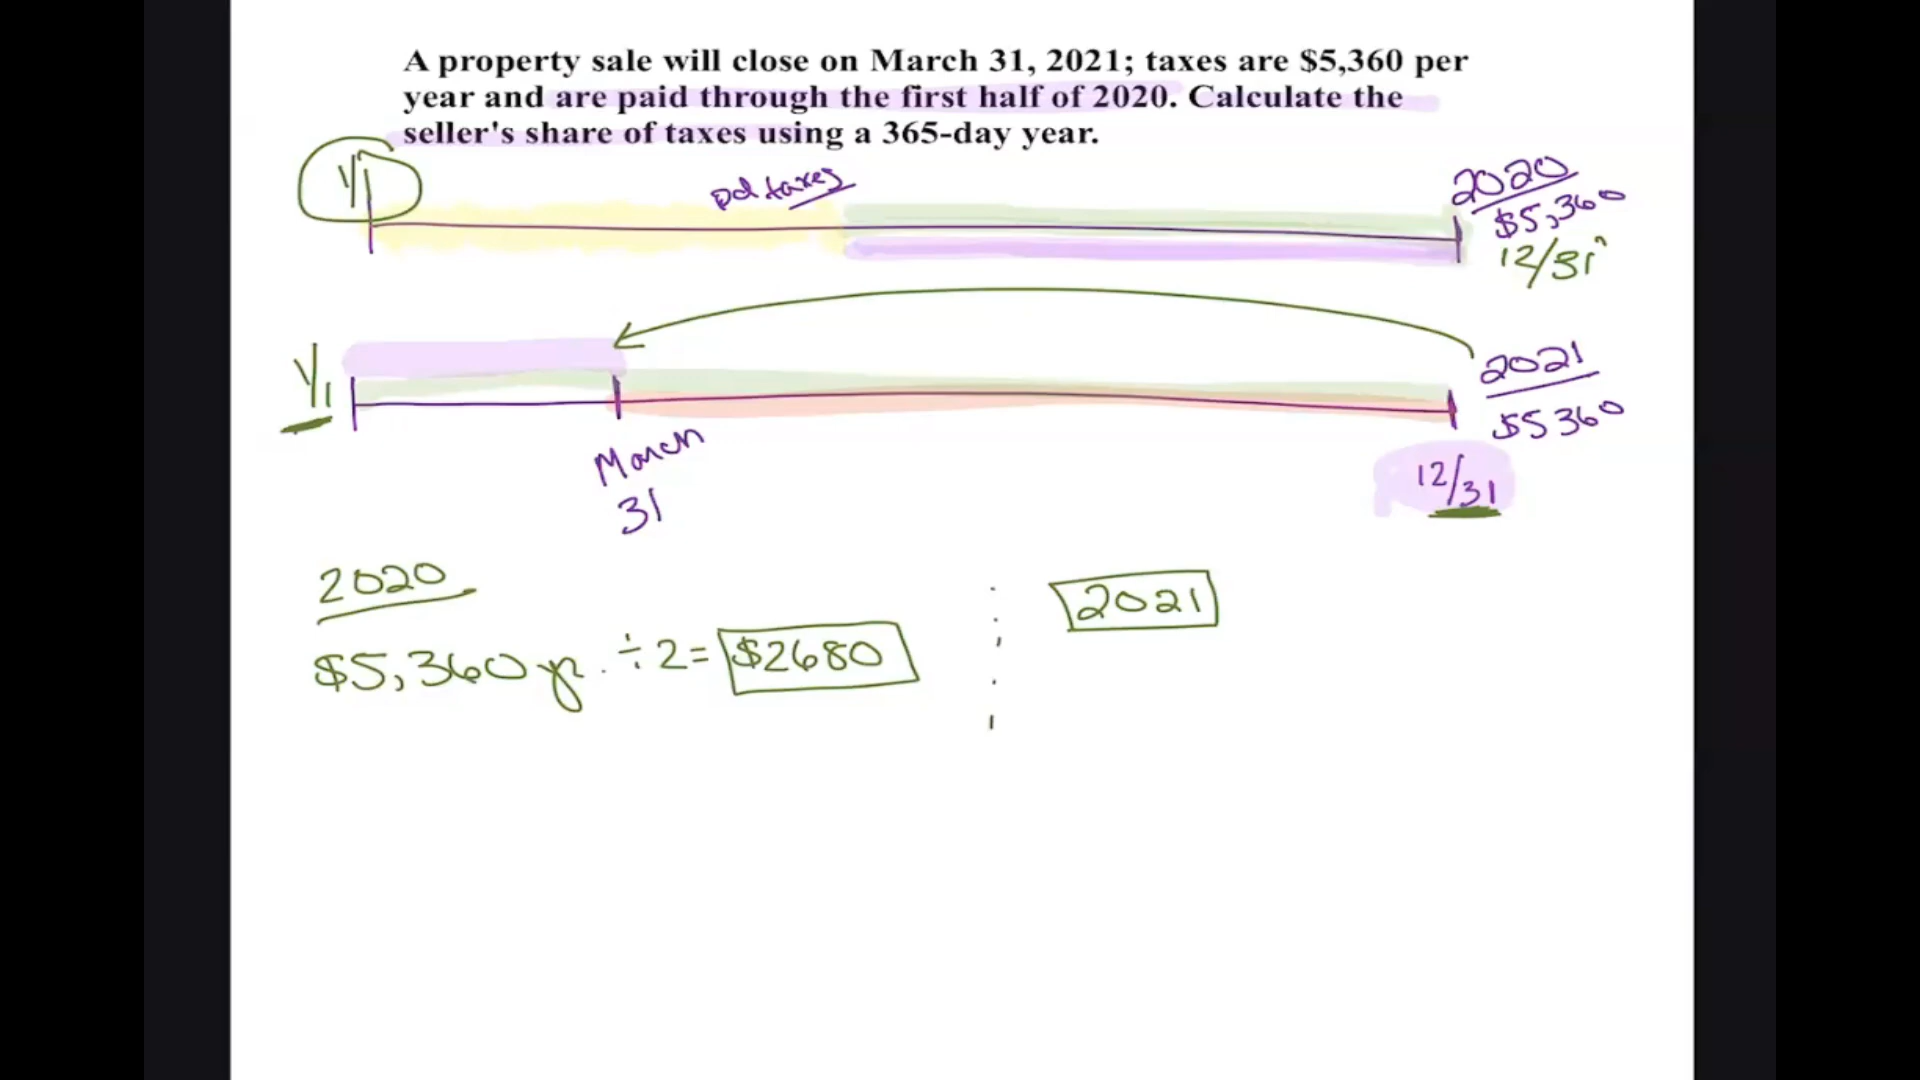 A property sale will close on March 31, 2021; taxes are $5,360 per
year and are paid through the first half of 2020. Calculate the
seller's share of taxes using a 365-day year.
1/1
pd taxes
2020
$5,360
12/31
1/1
2021
$5360
March
31
12/31
2020
$5,360 yr. ÷ 2 = $2680
2021